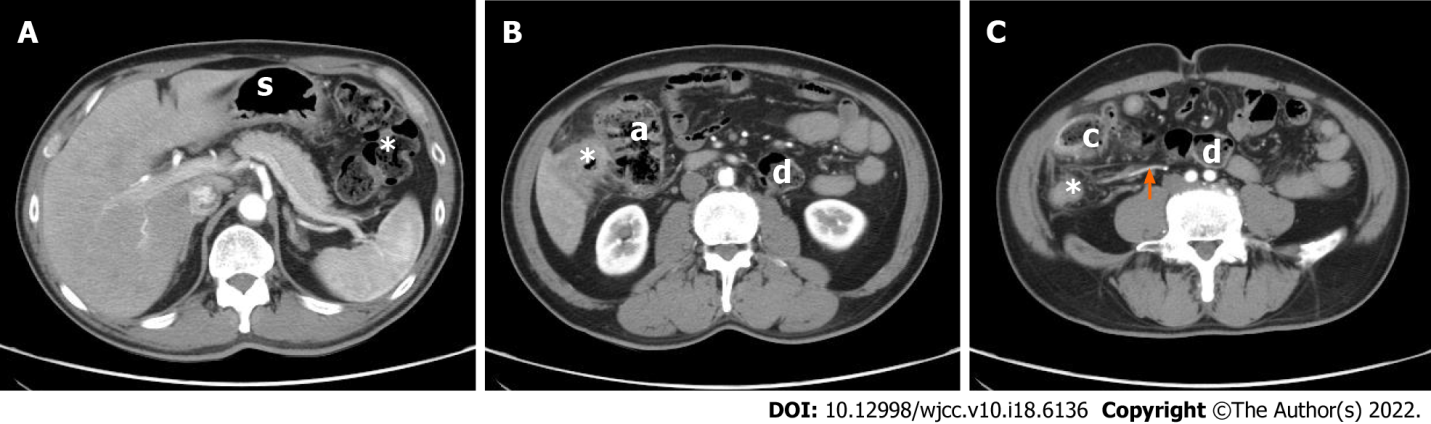 A
B
C
s
*
a
*
d
c
d
*
DOI: 10.12998/wjcc.v10.i18.6136 Copyright ©The Author(s) 2022.